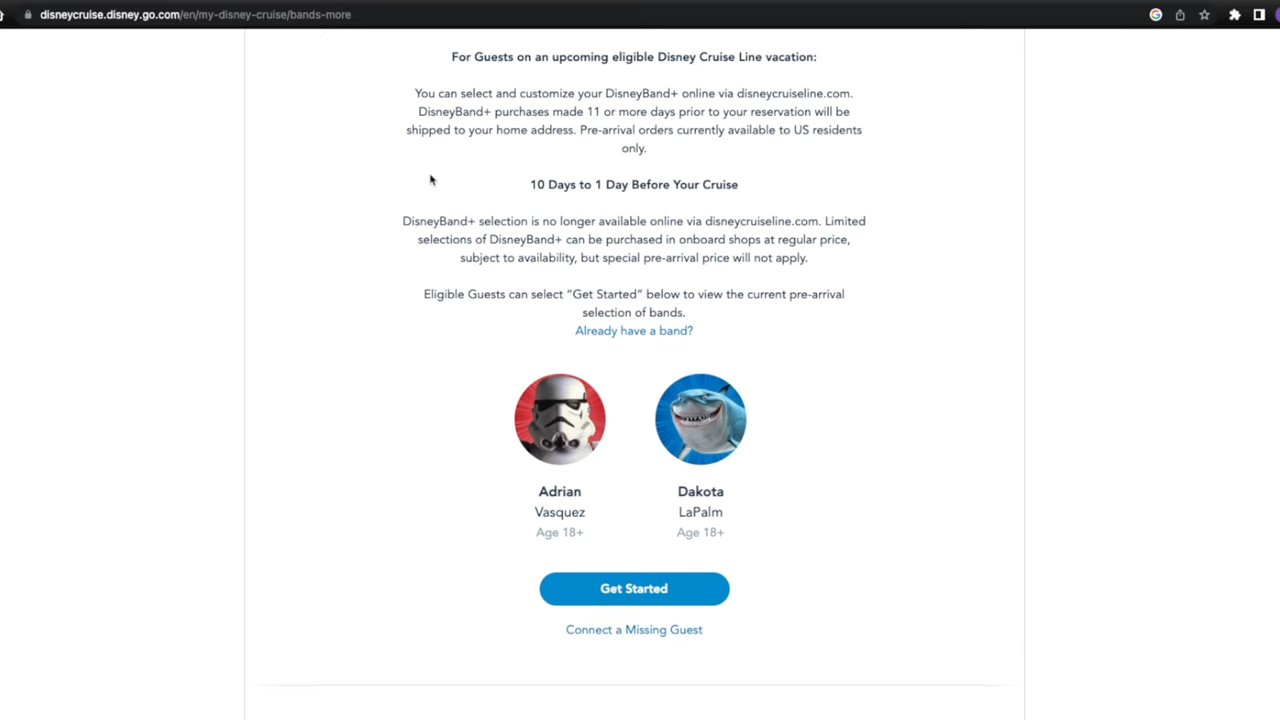 disneycruise.disney.go.com/en/my-disney-cruise/bands-more
For Guests on an upcoming eligible Disney Cruise Line vacation:
You can select and customize your DisneyBand+ online via disneycruiseline.com.
DisneyBand+ purchases made 11 or more days prior to your reservation will be
shipped to your home address. Pre-arrival orders currently available to US residents
only.
10 Days to 1 Day Before Your Cruise
DisneyBand+ selection is no longer available online via disneycruiseline.com. Limited
selections of DisneyBand+ can be purchased in onboard shops at regular price,
subject to availability, but special pre-arrival price will not apply.
Eligible Guests can select “Get Started” below to view the current pre-arrival
selection of bands.
Already have a band?
Adrian
Vasquez
Age 18+
Dakota
LaPalm
Age 18+
Get Started
Connect a Missing Guest